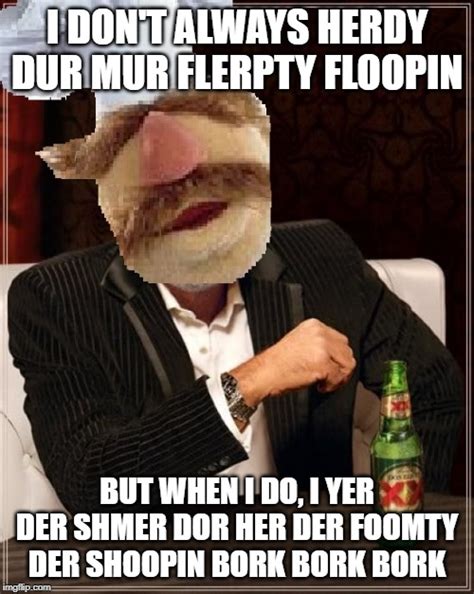 I DON'T ALWAYS HERDY
DUR MUR FLERPTY FLOOPIN
XX
BUT WHEN I DO, I YER
DER SHMER DOR HER DER FOOMTY
DER SHOOPIN BORK BORK BORK
imgflip.com